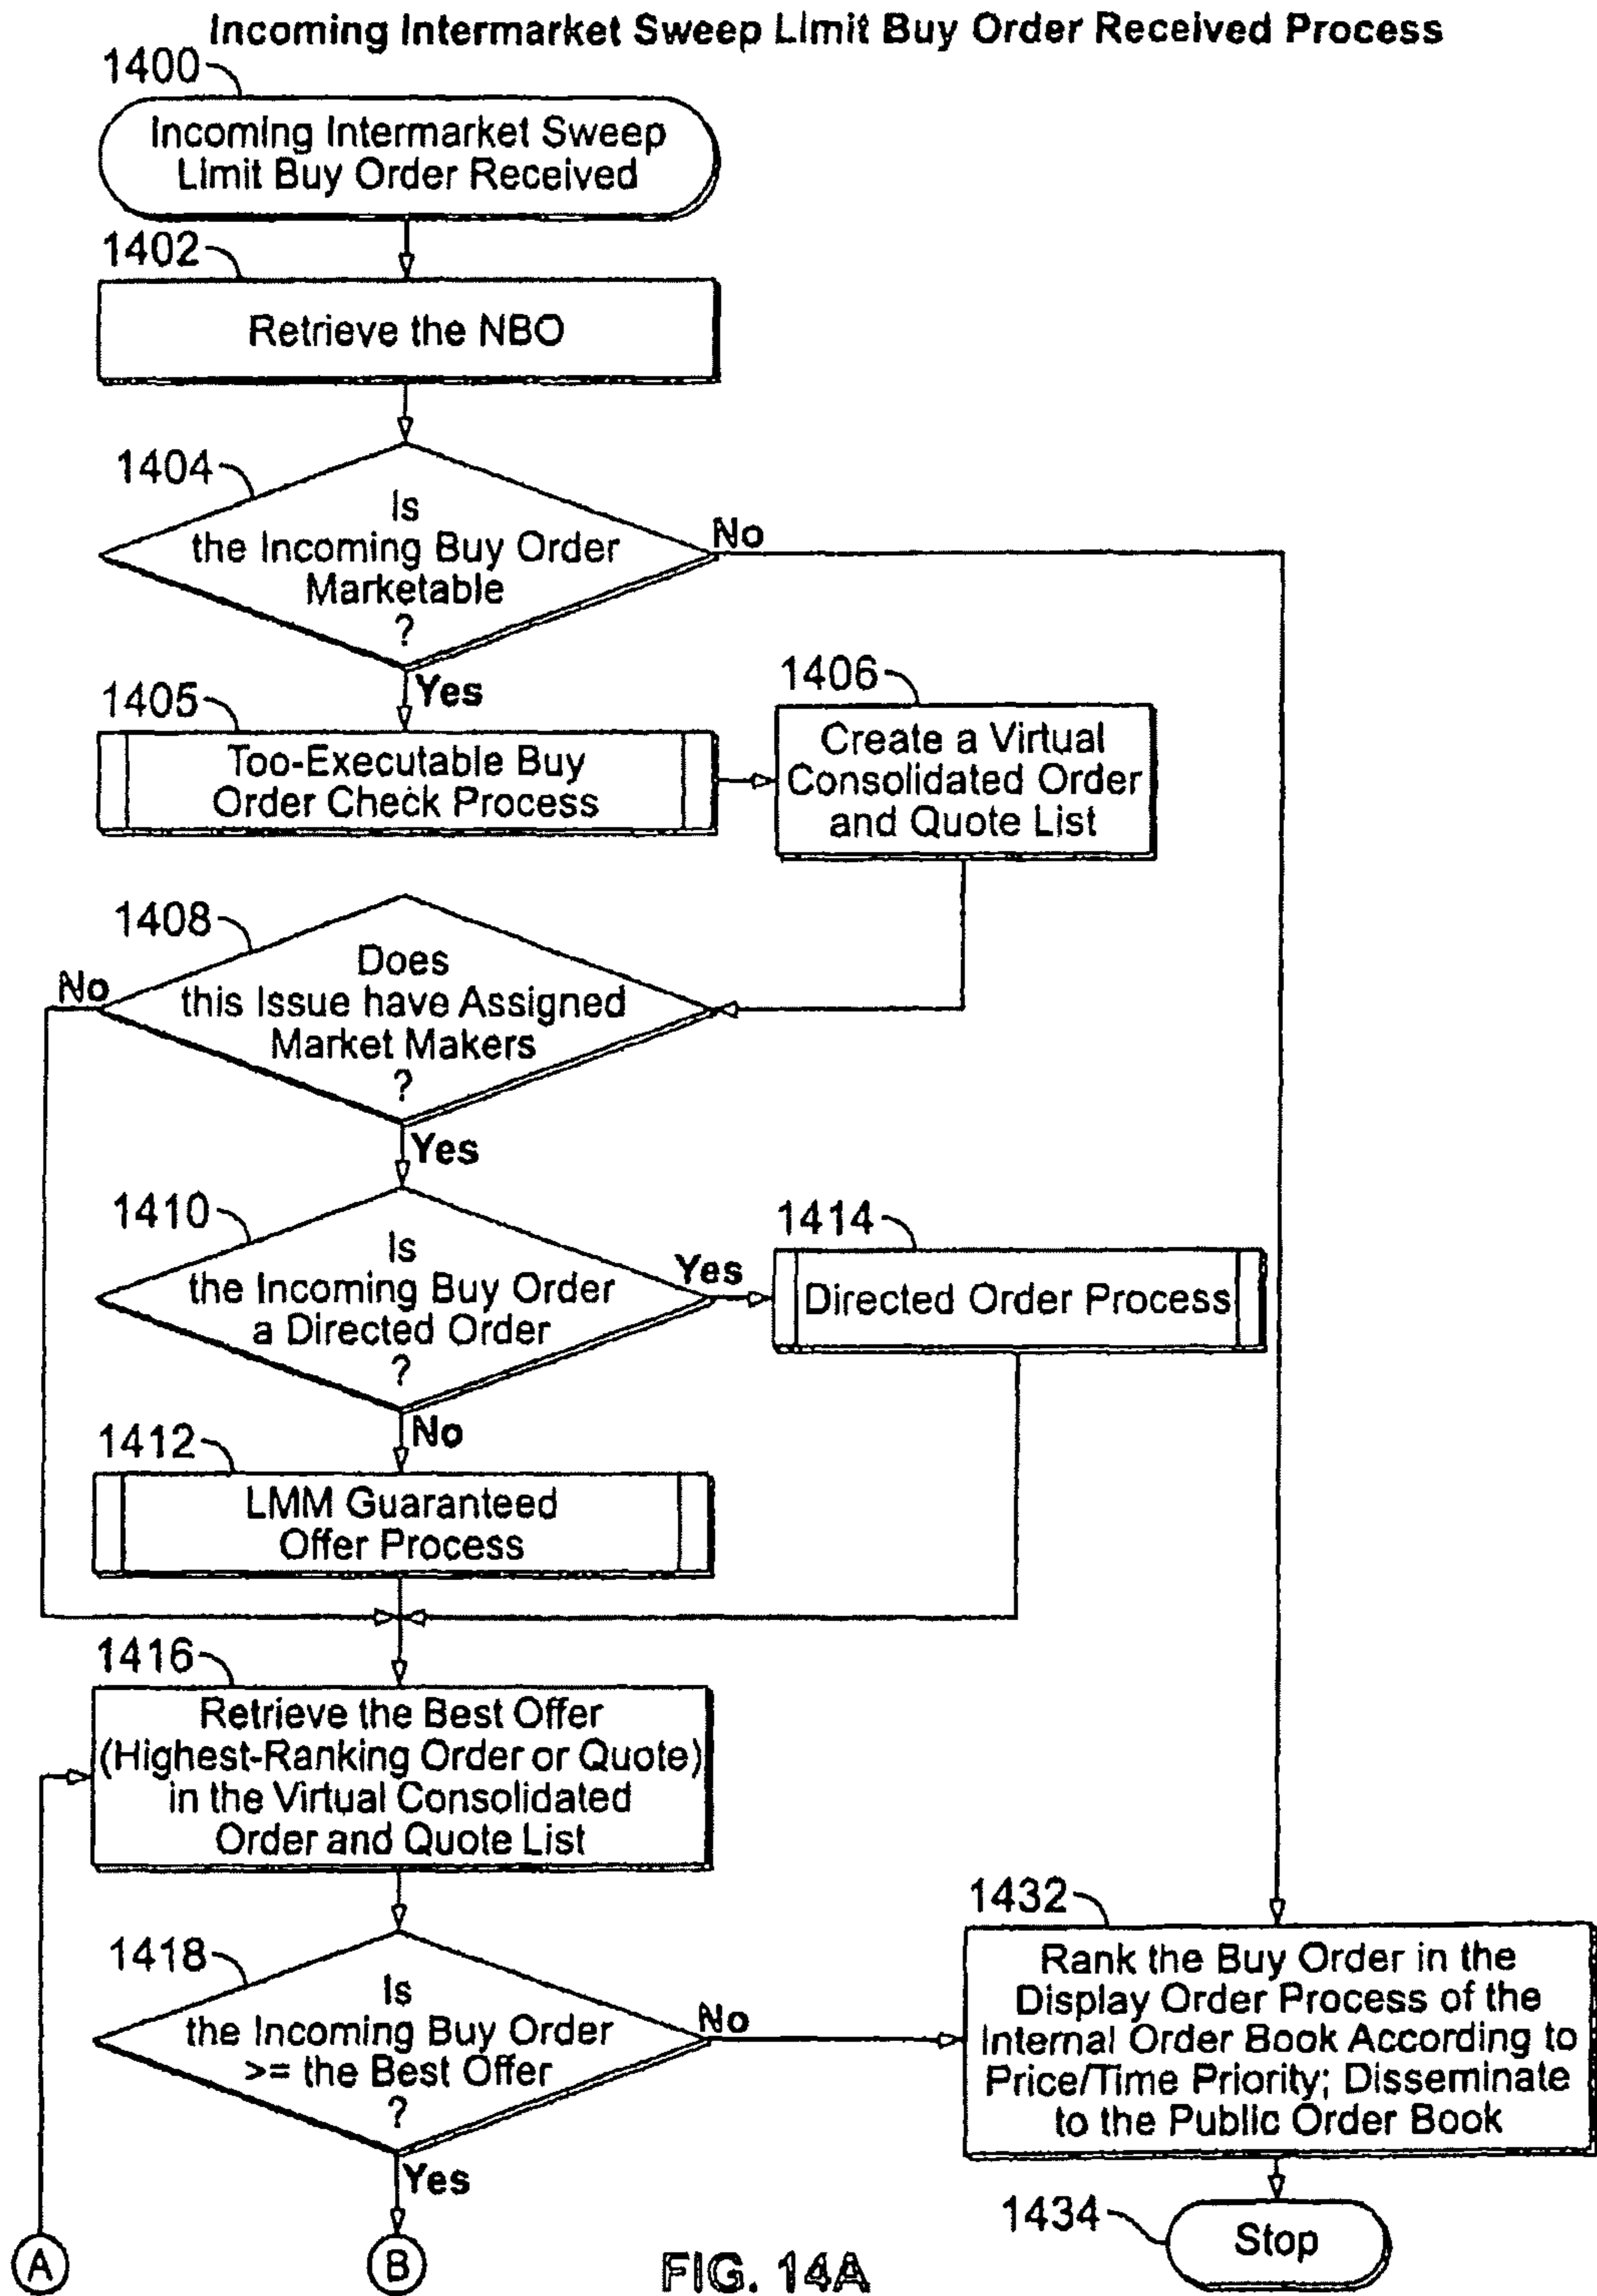 Incoming Intermarket Sweep Limit Buy Order Received Process
1400
Incoming Intermarket Sweep
Limit Buy Order Received
1402
Retrieve the NBO
1404
Is
the Incoming Buy Order
Marketable
?
No
Yes
1405
Too-Executable Buy
Order Check Process
1406
Create a Virtual
Consolidated Order
and Quote List
1408
Does
this Issue have Assigned
Market Makers
?
No
Yes
1410
Is
the Incoming Buy Order
a Directed Order
?
Yes
No
1414
Directed Order Process
1412
LMM Guaranteed
Offer Process
1416
Retrieve the Best Offer
(Highest-Ranking Order or Quote)
in the Virtual Consolidated
Order and Quote List
1418
Is
the Incoming Buy Order
>= the Best Offer
?
No
Yes
1432
Rank the Buy Order in the
Display Order Process of the
Internal Order Book According to
Price/Time Priority; Disseminate
to the Public Order Book
1434
Stop
A
B
FIG. 14A